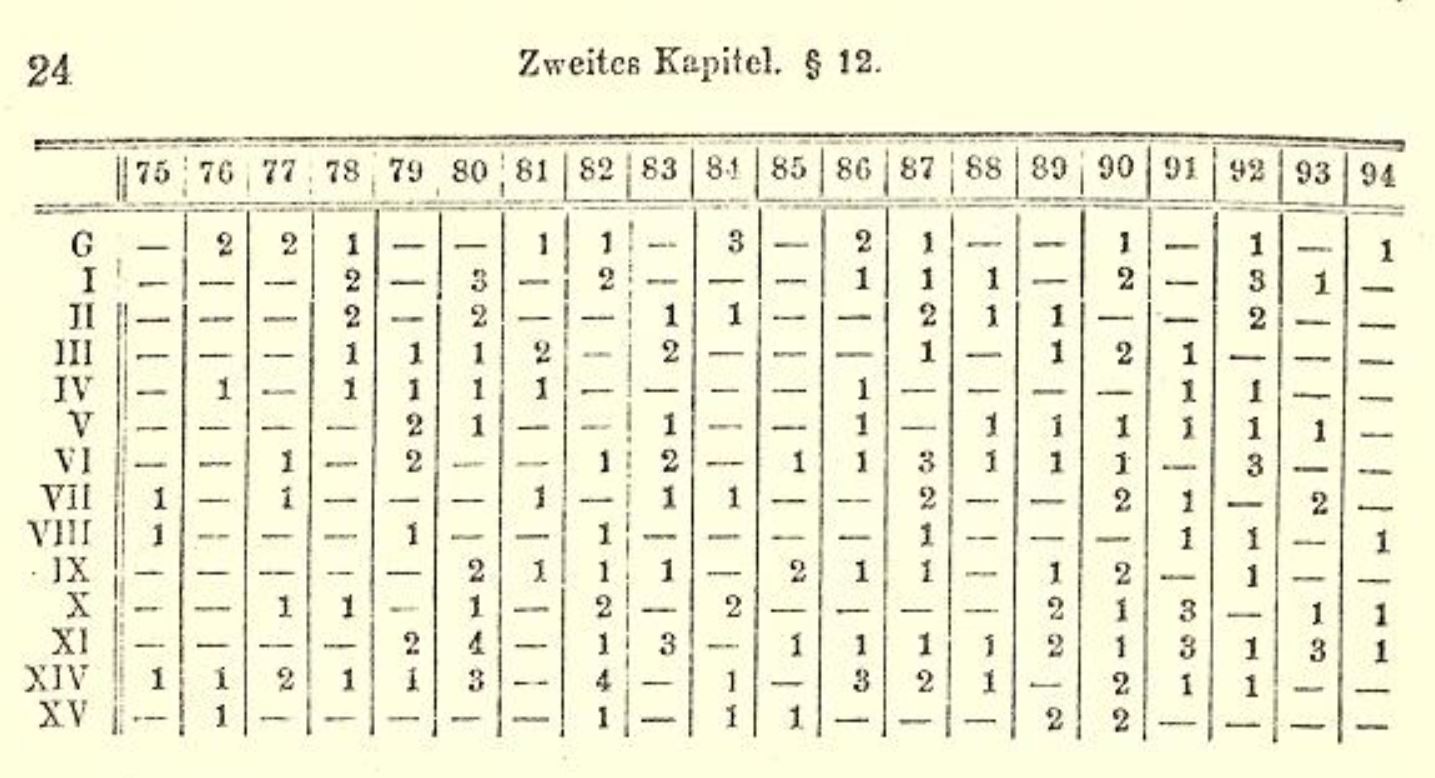 24 Zweites Kapitel. § 12.
75 76 77 78 79 80 81 82 83 84 85 86 87 88 89 90 91 92 93 94
G — 2 2 1 — — 1 1 — 3 — 2 1 — — 1 — 1 — 1
I — — — 2 — 3 — 2 — — — 1 1 1 — 2 — 3 1 —
II — — — 2 — 2 — — 1 1 — — 2 1 1 — — 2 — —
III — — — 1 1 1 2 — 2 — — — 1 — 1 2 1 — — —
IV — 1 — 1 1 1 1 — — — — 1 — — — — 1 1 — —
V — — — — 2 1 — — 1 — — 1 — 1 1 1 1 1 1 —
VI — — 1 — 2 — — 1 2 — 1 1 3 1 1 1 — 3 — —
VII 1 — 1 — — — 1 — 1 1 — — 2 — — 2 1 — 2 —
VIII 1 — — — 1 — — 1 — — — — 1 — — — 1 1 — 1
IX — — — — — 2 1 1 1 — 2 1 1 — 1 2 — 1 — —
X — — 1 1 — 1 — 2 — 2 — — — — 2 1 3 — 1 1
XI — — — — 2 4 — 1 3 — 1 1 1 1 2 1 3 1 3 1
XIV 1 1 2 1 1 3 — 4 — 1 — 3 2 1 — 2 1 1 — —
XV — 1 — — — — — 1 — 1 1 — — — 2 2 — — — —